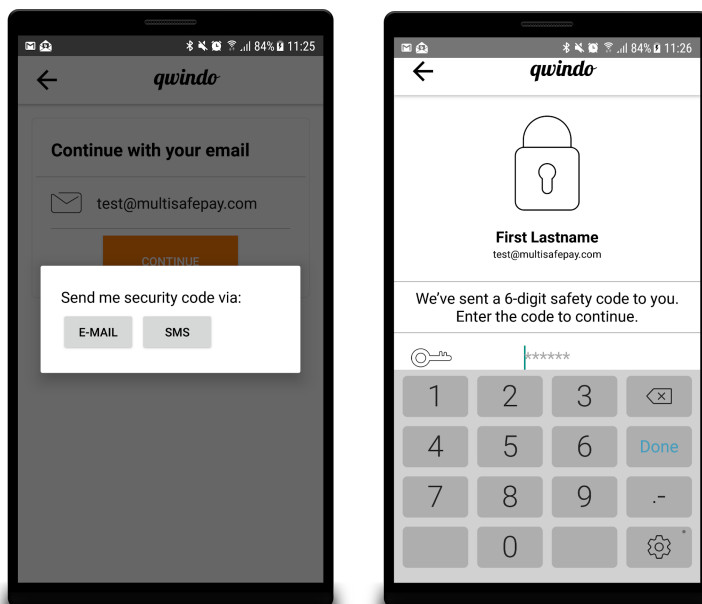 84% 11:25
qwindo
Continue with your email
test@multisafepay.com
CONTINUE
Send me security code via:
E-MAIL SMS
84% 11:26
qwindo
First Lastname
test@multisafepay.com
We've sent a 6-digit safety code to you.
Enter the code to continue.
******
1 2 3
4 5 6 Done
7 8 9 .-
0